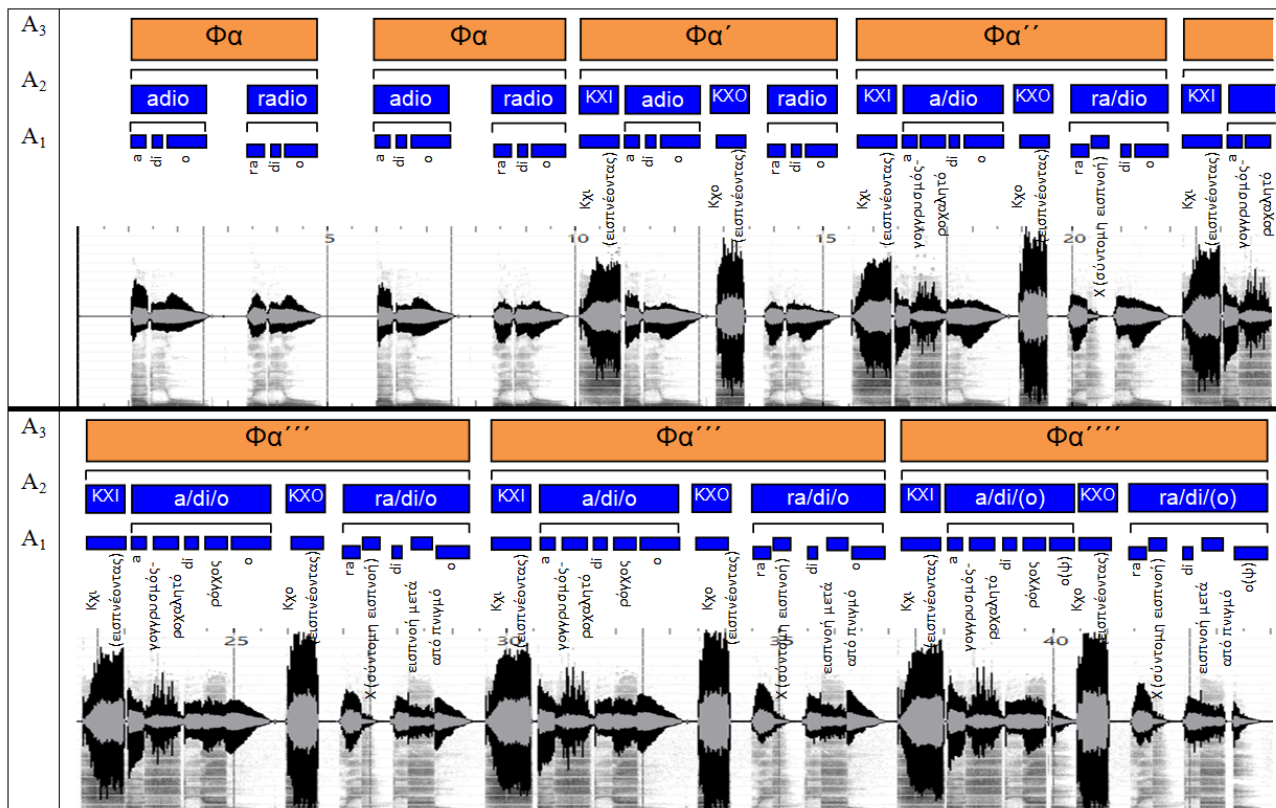 A3 Φα Φα Φα΄ Φα΄΄
A2 adio radio adio radio KXI adio KXO radio KXI a/dio KXO ra/dio KXI
A1
a di o ra di o a di o ra di o Κχι (εισπνέοντας) a di o Κχο (εισπνέοντας) ra di o Κχι (εισπνέοντας) a γογγρυσμός-ροχαλητό di o Κχο (εισπνέοντας) ra Χ (σύντομη εισπνοή) di o Κχι (εισπνέοντας) a γογγρυσμός-ροχαλητό
5 10 15 20
A3 Φα΄΄΄ Φα΄΄΄ Φα΄΄΄΄
A2 KXI a/di/o KXO ra/di/o KXI a/di/o KXO ra/di/o KXI a/di/(o) KXO ra/di/(o)
A1
Κχι (εισπνέοντας) a γογγρυσμός-ροχαλητό di ρόγχος o Κχο (εισπνέοντας) ra Χ (σύντομη εισπνοή) di εισπνοή μετά από πνιγμό o Κχι (εισπνέοντας) a γογγρυσμός-ροχαλητό di ρόγχος o Κχο (εισπνέοντας) ra Χ (σύντομη εισπνοή) di εισπνοή μετά από πνιγμό o Κχι (εισπνέοντας) a γογγρυσμός-ροχαλητό di ρόγχος o(ψ) Κχο (εισπνέοντας) ra Χ (σύντομη εισπνοή) di εισπνοή μετά από πνιγμό o(ψ)
25 30 35 40